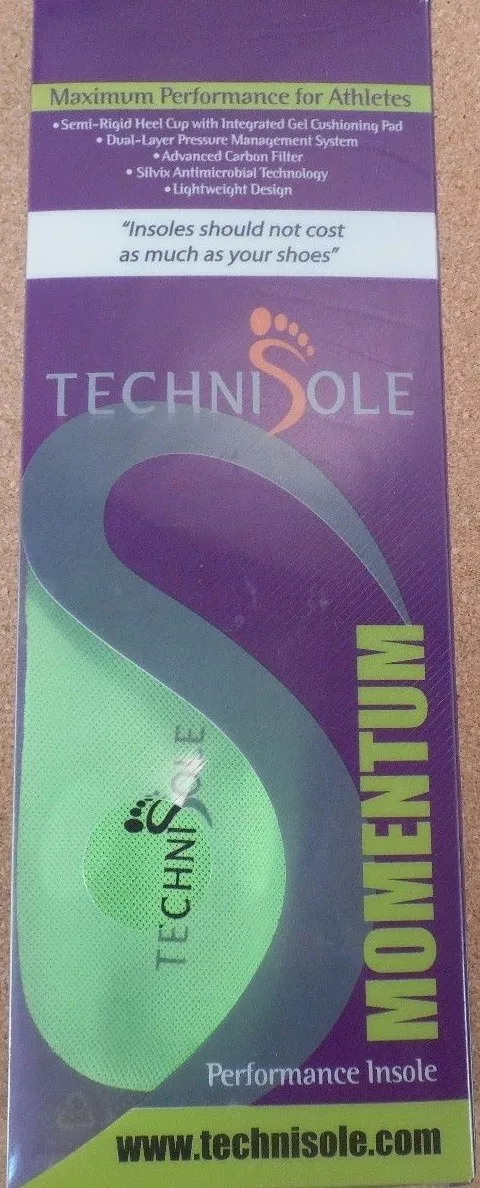 Maximum Performance for Athletes
• Semi-Rigid Heel Cup with Integrated Gel Cushioning Pad
• Dual-Layer Pressure Management System
• Advanced Carbon Filter
• Silvix Antimicrobial Technology
• Lightweight Design
"Insoles should not cost
as much as your shoes"
TECHNISOLE
MOMENTUM
TECHNISOLE
Performance Insole
www.technisole.com